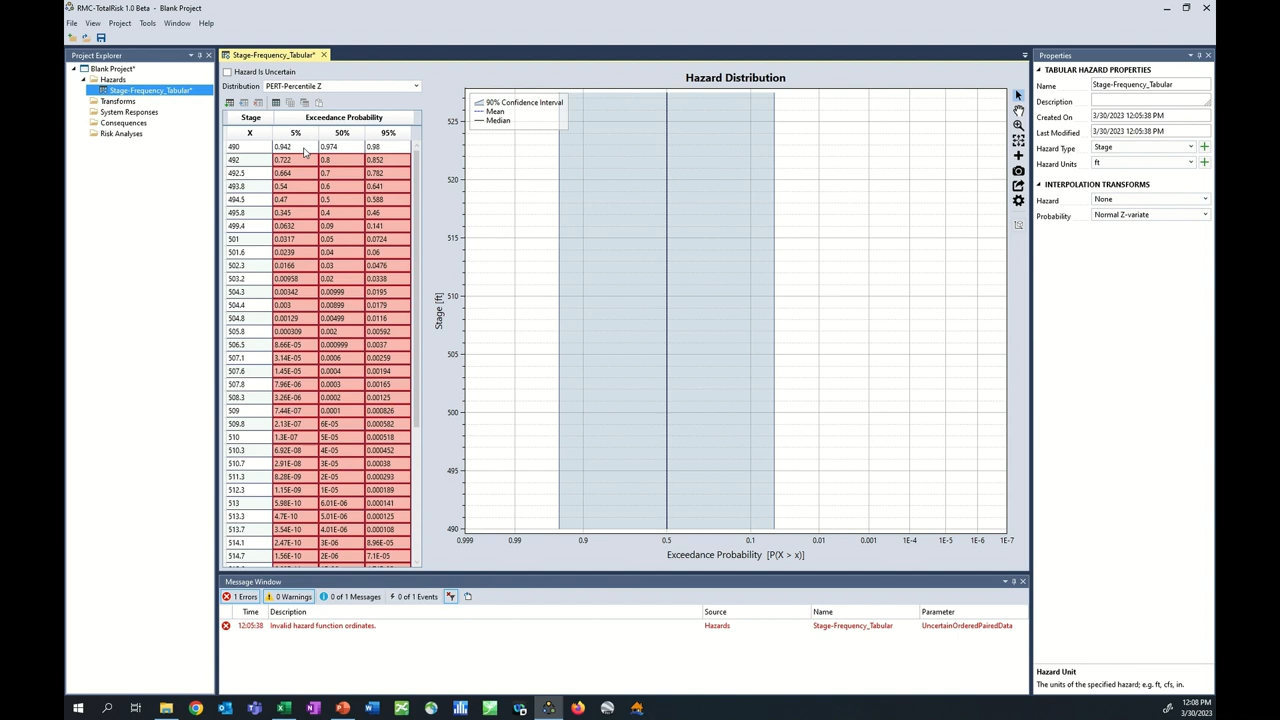 RMC-TotalRisk 1.0 Beta - Blank Project
File View Project Tools Window Help
Project Explorer
Blank Project*
Hazards
Stage-Frequency_Tabular*
Transforms
System Responses
Consequences
Risk Analyses
Stage-Frequency_Tabular*
Hazard Is Uncertain
Distribution PERT-Percentile Z
Stage Exceedance Probability
X 5% 50% 95%
490 0.942 0.974 0.98
492 0.722 0.8 0.852
492.5 0.664 0.7 0.782
493.8 0.54 0.6 0.641
494.5 0.47 0.5 0.588
495.8 0.345 0.4 0.46
499.4 0.0632 0.09 0.141
501 0.0317 0.05 0.0724
501.6 0.0239 0.04 0.06
502.3 0.0166 0.03 0.0476
503.2 0.00958 0.02 0.0338
504.3 0.00342 0.00999 0.0195
504.4 0.003 0.00899 0.0179
504.8 0.00129 0.00499 0.0116
505.8 0.000309 0.002 0.00592
506.5 8.66E-05 0.000999 0.0037
507.1 3.14E-05 0.0006 0.00259
507.6 1.45E-05 0.0004 0.00194
507.8 7.96E-06 0.0003 0.00165
508.3 3.26E-06 0.0002 0.00125
509 7.44E-07 0.0001 0.000826
509.8 2.13E-07 6E-05 0.000582
510 1.3E-07 5E-05 0.000518
510.3 6.92E-08 4E-05 0.000452
510.7 2.91E-08 3E-05 0.00038
511.3 8.28E-09 2E-05 0.000293
512.3 1.15E-09 1E-05 0.000189
513 5.98E-10 6.01E-06 0.000141
513.3 4.7E-10 5.01E-06 0.000125
513.7 3.54E-10 4.01E-06 0.000108
514.1 2.47E-10 3E-06 8.96E-05
514.7 1.56E-10 2E-06 7.1E-05
Hazard Distribution
90% Confidence Interval
Mean
Median
Stage [ft]
525
520
515
510
505
500
495
490
0.999 0.99 0.9 0.5 0.1 0.01 0.001 1E-4 1E-5 1E-6 1E-7
Exceedance Probability [P(X > x)]
Message Window
1 Errors 0 Warnings 0 of 1 Messages 0 of 1 Events
Time Description Source Name Parameter
12:05:38 Invalid hazard function ordinates. Hazards Stage-Frequency_Tabular UncertainOrderedPairedData
Properties
TABULAR HAZARD PROPERTIES
Name Stage-Frequency_Tabular
Description
Created On 3/30/2023 12:05:38 PM
Last Modified 3/30/2023 12:05:38 PM
Hazard Type Stage
Hazard Units ft
INTERPOLATION TRANSFORMS
Hazard None
Probability Normal Z-variate
Hazard Unit
The units of the specified hazard; e.g. ft, cfs, in.
12:08 PM
3/30/2023